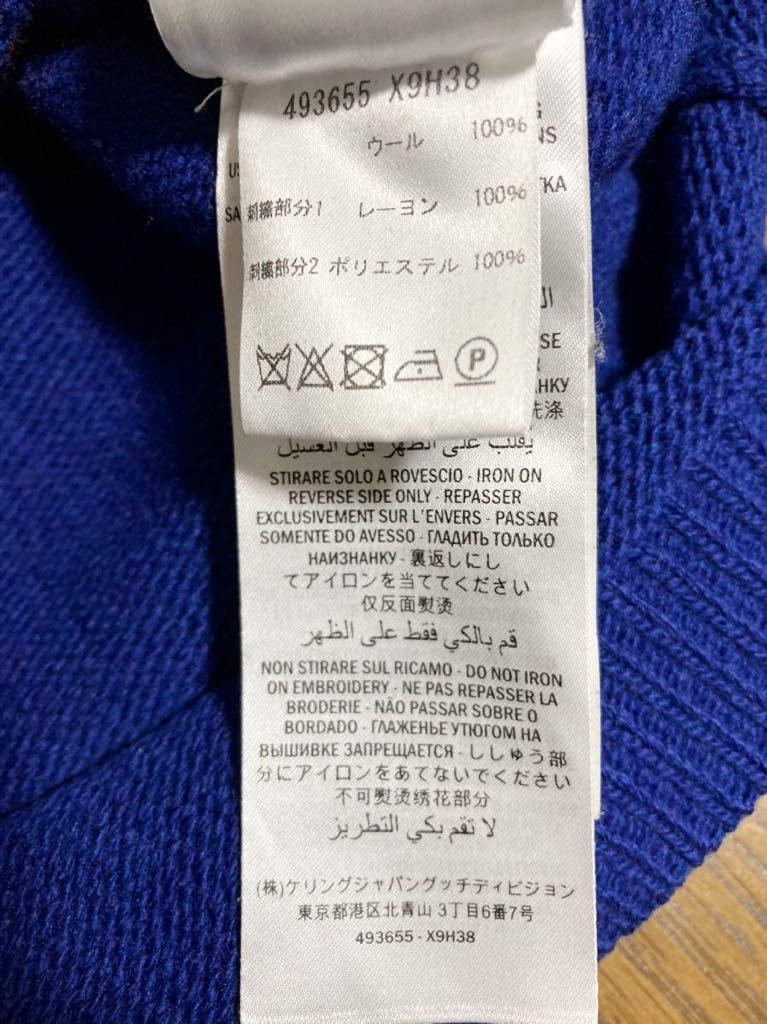 493655 X9H38
ウール 100%
刺繍部分1 レーヨン 100%
刺繍部分2 ポリエステル 100%
P
يقلب على الظهر قبل الغسيل
STIRARE SOLO A ROVESCIO - IRON ON
REVERSE SIDE ONLY - REPASSER
EXCLUSIVEMENT SUR L'ENVERS - PASSAR
SOMENTE DO AVESSO - ГЛАДИТЬ ТОЛЬКО
НАИЗНАНКУ - 裏返しにし
てアイロンを当ててください
仅反面熨烫
قم بالكي فقط على الظهر
NON STIRARE SUL RICAMO - DO NOT IRON
ON EMBROIDERY - NE PAS REPASSER LA
BRODERIE - NÃO PASSAR SOBRE O
BORDADO - ГЛАЖЕНЬЕ УТЮГОМ НА
ВЫШИВКЕ ЗАПРЕЩАЕТСЯ - ししゅう部
分にアイロンをあてないでください
不可熨烫绣花部分
لا تقم بكي التطريز
(株)ケリングジャパングッチディビジョン
東京都港区北青山 3丁目6番7号
493655 - X9H38